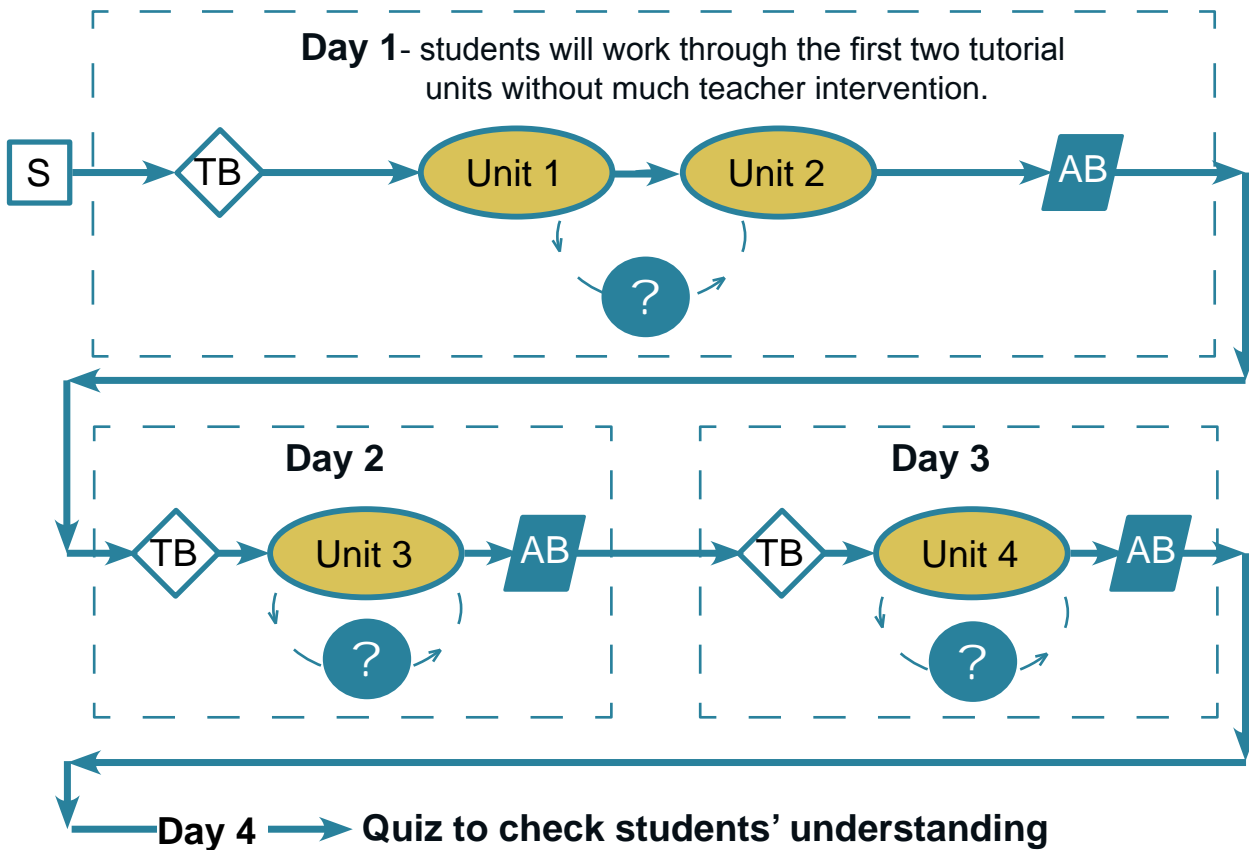 Day 1- students will work through the first two tutorial
units without much teacher intervention.
S
TB
Unit 1
Unit 2
AB
?
Day 2
TB
Unit 3
AB
?
Day 3
TB
Unit 4
AB
?
Day 4
Quiz to check students’ understanding